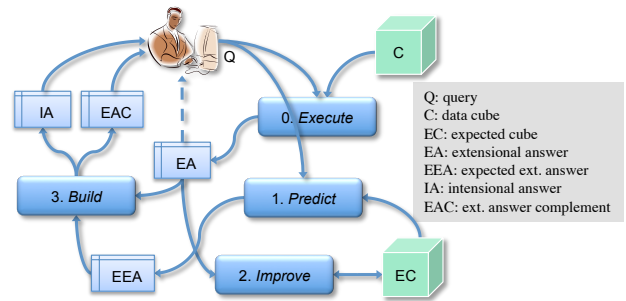 Q
C
0. Execute
IA
EAC
EA
3. Build
1. Predict
EEA
2. Improve
EC
Q: query
C: data cube
EC: expected cube
EA: extensional answer
EEA: expected ext. answer
IA: intensional answer
EAC: ext. answer complement